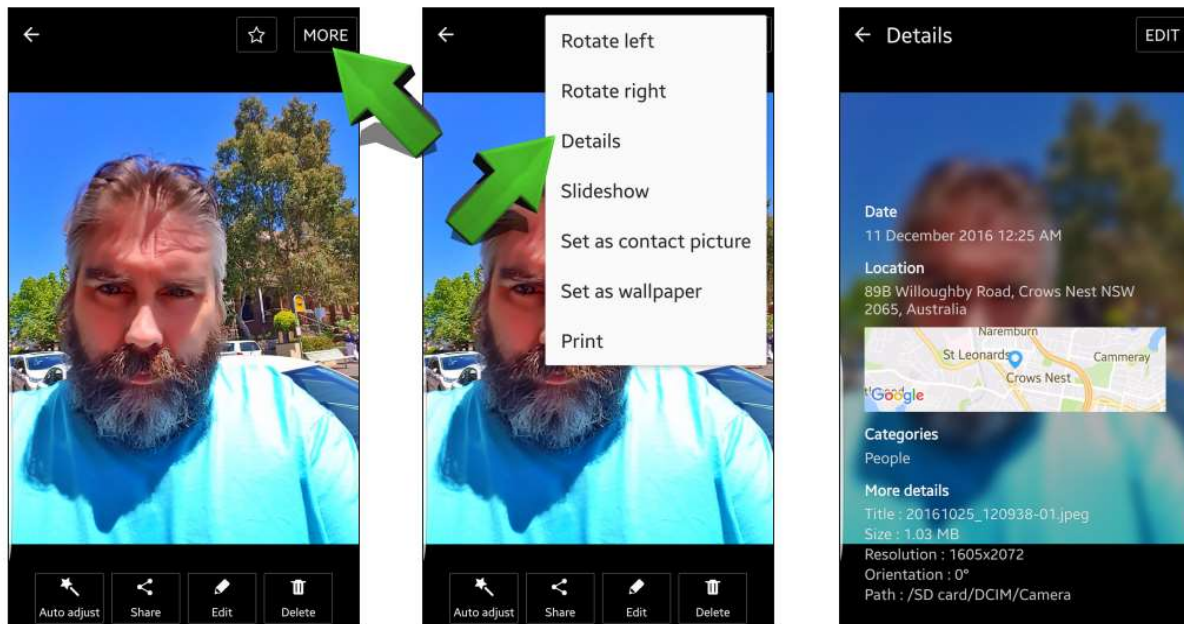 MORE
Auto adjust
Share
Edit
Delete
Rotate left
Rotate right
Details
Slideshow
Set as contact picture
Set as wallpaper
Print
Auto adjust
Share
Edit
Delete
Details
EDIT
Date
11 December 2016 12:25 AM
Location
89B Willoughby Road, Crows Nest NSW
2065, Australia
Naremburn
St Leonards
Crows Nest
Cammeray
Google
Categories
People
More details
Title : 20161025_120938-01.jpeg
Size : 1.03 MB
Resolution : 1605x2072
Orientation : 0°
Path : /SD card/DCIM/Camera